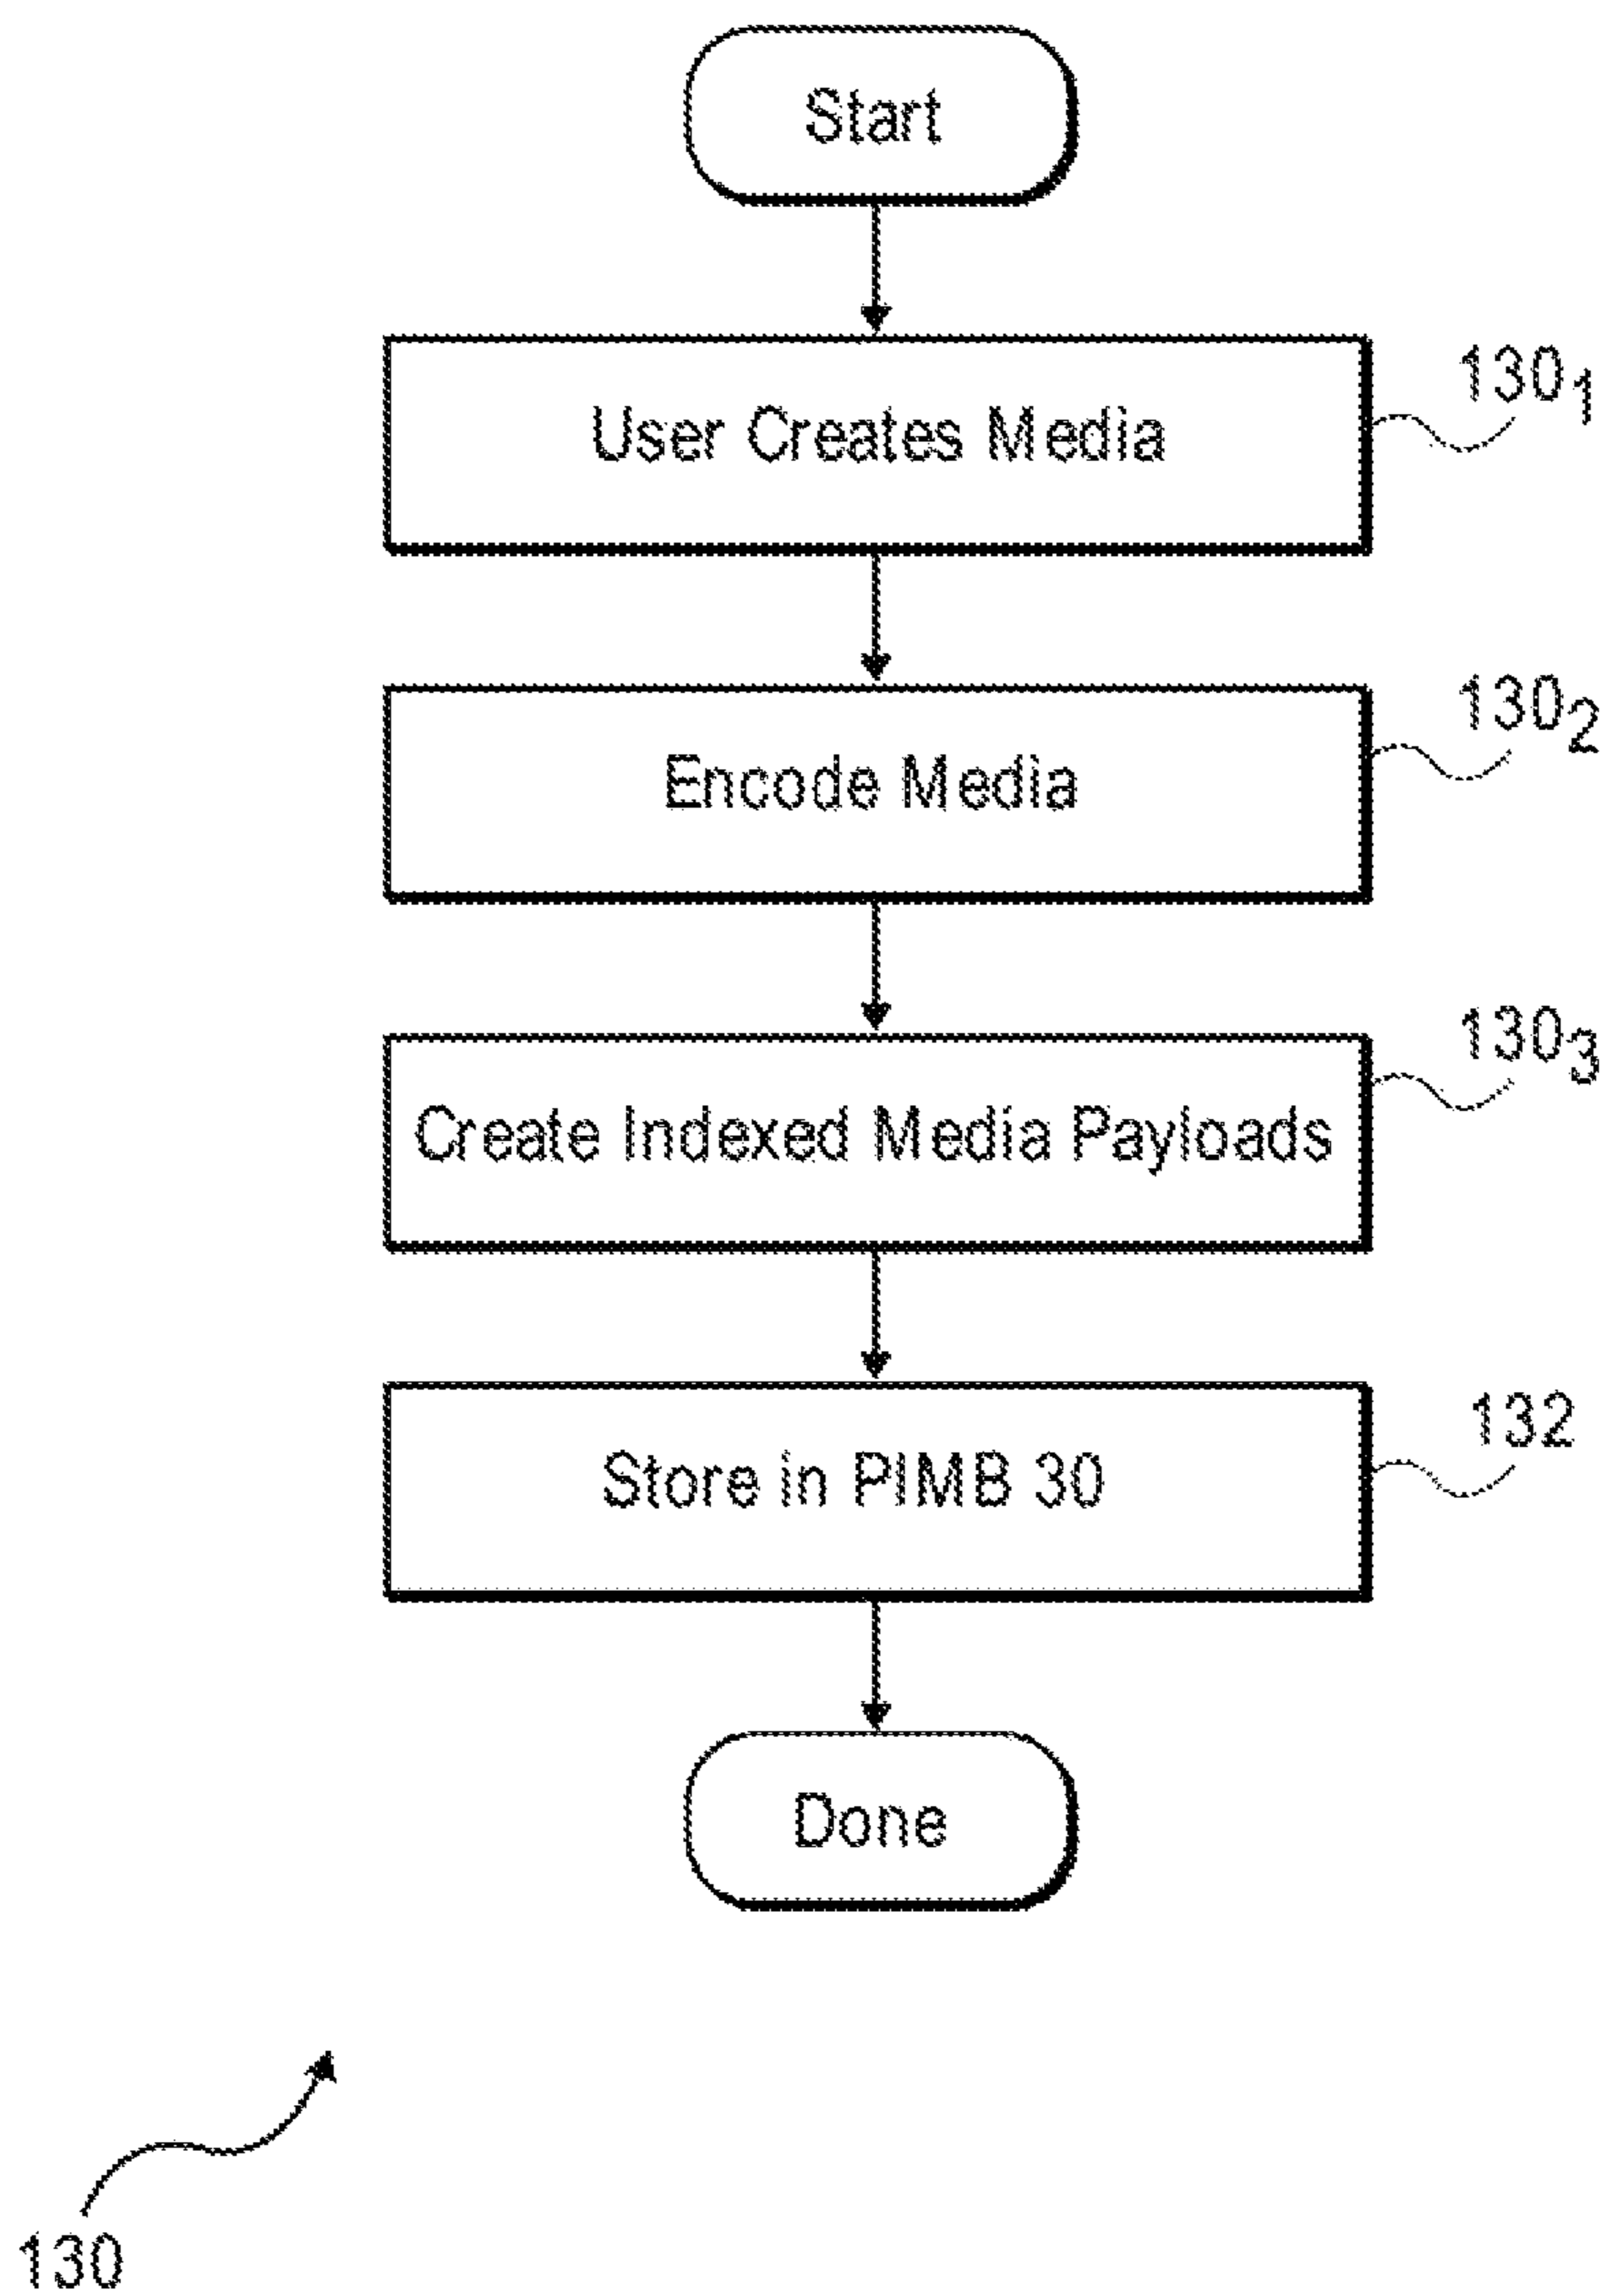 Start
User Creates Media
130₁
Encode Media
130₂
Create Indexed Media Payloads
130₃
Store in PIMB 30
132
Done
130